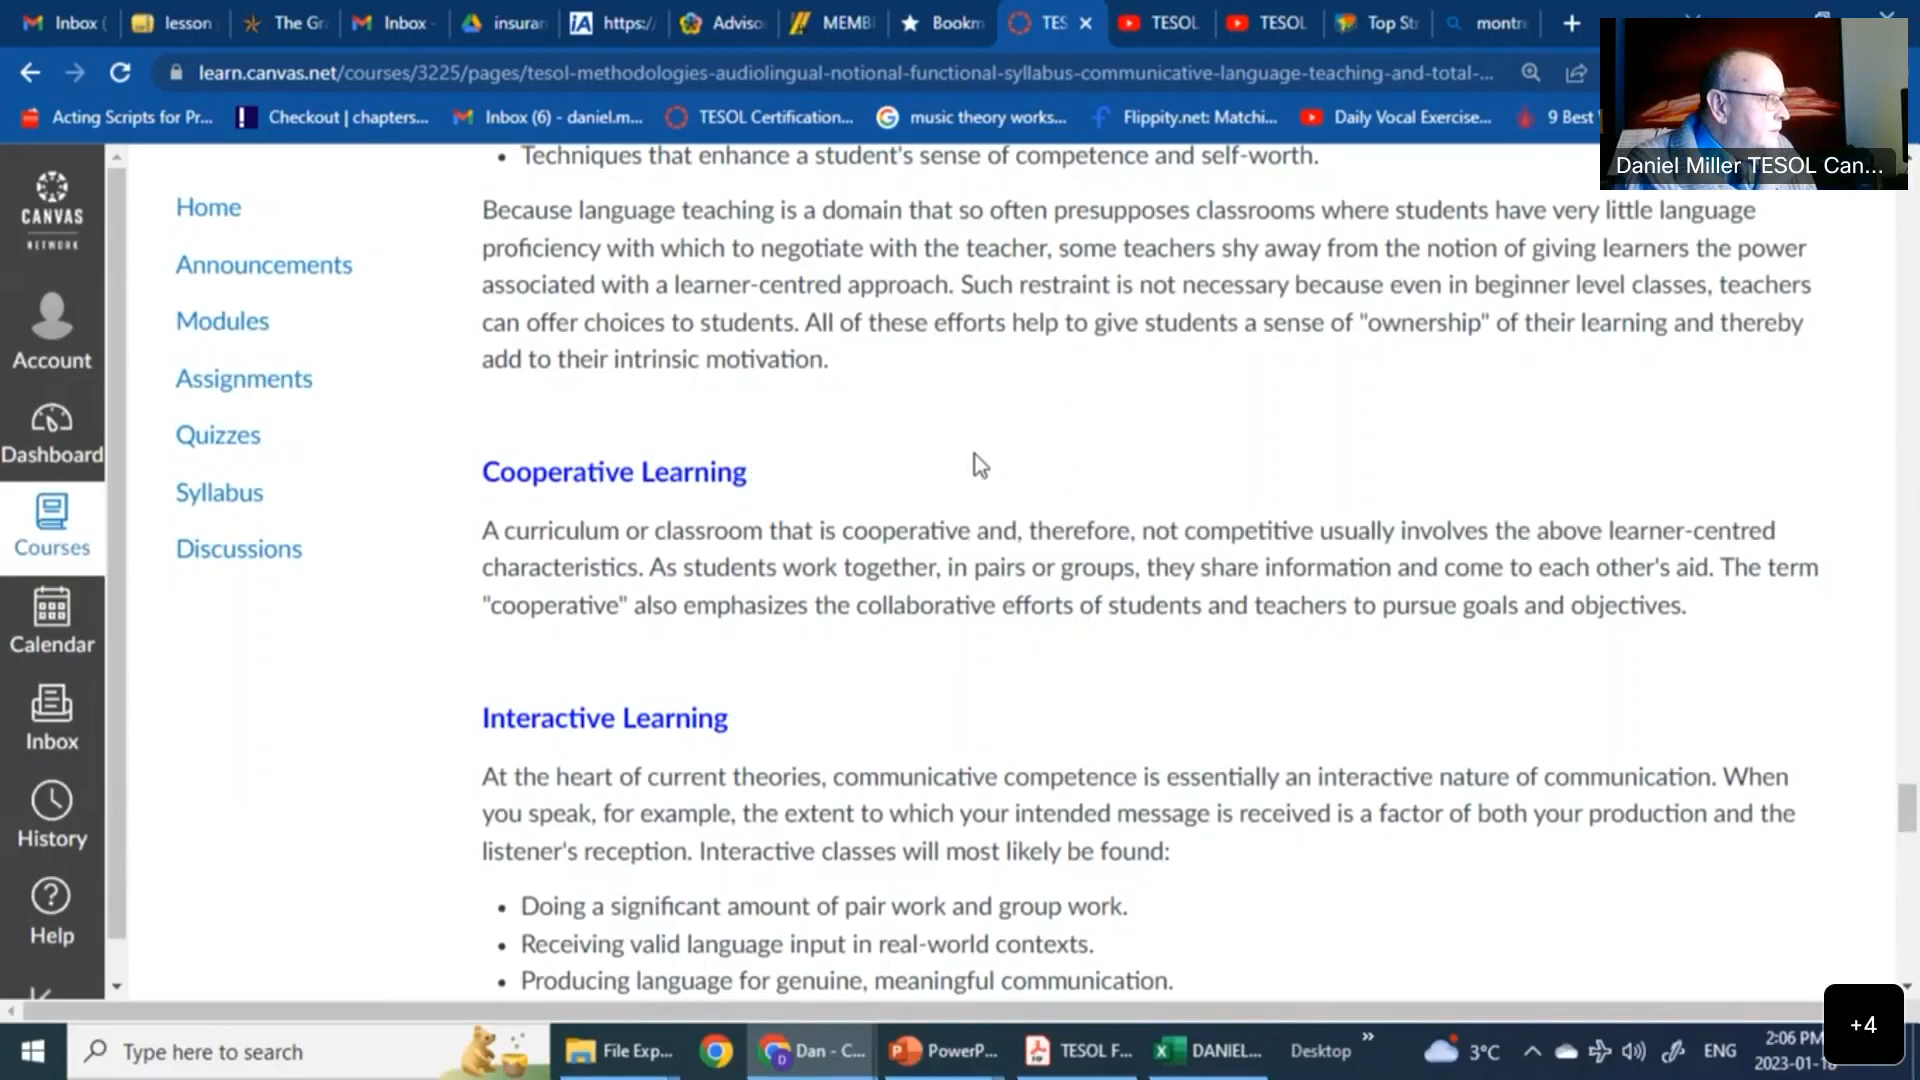 Inbox (
lesson
The Gr
Inbox -
insuran
https:/
Adviso
MEMB
Bookm
TES
TESOL
TESOL
Top Str
montr
learn.canvas.net/courses/3225/pages/tesol-methodologies-audiolingual-notional-functional-syllabus-communicative-language-teaching-and-total-...
Acting Scripts for Pr...
Checkout | chapters...
Inbox (6) - daniel.m...
TESOL Certification...
music theory works...
Flippity.net: Matchi...
Daily Vocal Exercise...
9 Best
Daniel Miller TESOL Can...
CANVAS
NETWORK
Account
Dashboard
Courses
Calendar
Inbox
History
Help
Home
Announcements
Modules
Assignments
Quizzes
Syllabus
Discussions
• Techniques that enhance a student's sense of competence and self-worth.
Because language teaching is a domain that so often presupposes classrooms where students have very little language
proficiency with which to negotiate with the teacher, some teachers shy away from the notion of giving learners the power
associated with a learner-centred approach. Such restraint is not necessary because even in beginner level classes, teachers
can offer choices to students. All of these efforts help to give students a sense of "ownership" of their learning and thereby
add to their intrinsic motivation.
Cooperative Learning
A curriculum or classroom that is cooperative and, therefore, not competitive usually involves the above learner-centred
characteristics. As students work together, in pairs or groups, they share information and come to each other's aid. The term
"cooperative" also emphasizes the collaborative efforts of students and teachers to pursue goals and objectives.
Interactive Learning
At the heart of current theories, communicative competence is essentially an interactive nature of communication. When
you speak, for example, the extent to which your intended message is received is a factor of both your production and the
listener's reception. Interactive classes will most likely be found:
• Doing a significant amount of pair work and group work.
• Receiving valid language input in real-world contexts.
• Producing language for genuine, meaningful communication.
+4
Type here to search
File Exp...
Dan - C...
PowerP...
TESOL F...
DANIEL...
Desktop
3°C
ENG
2:06 PM
2023-01-1